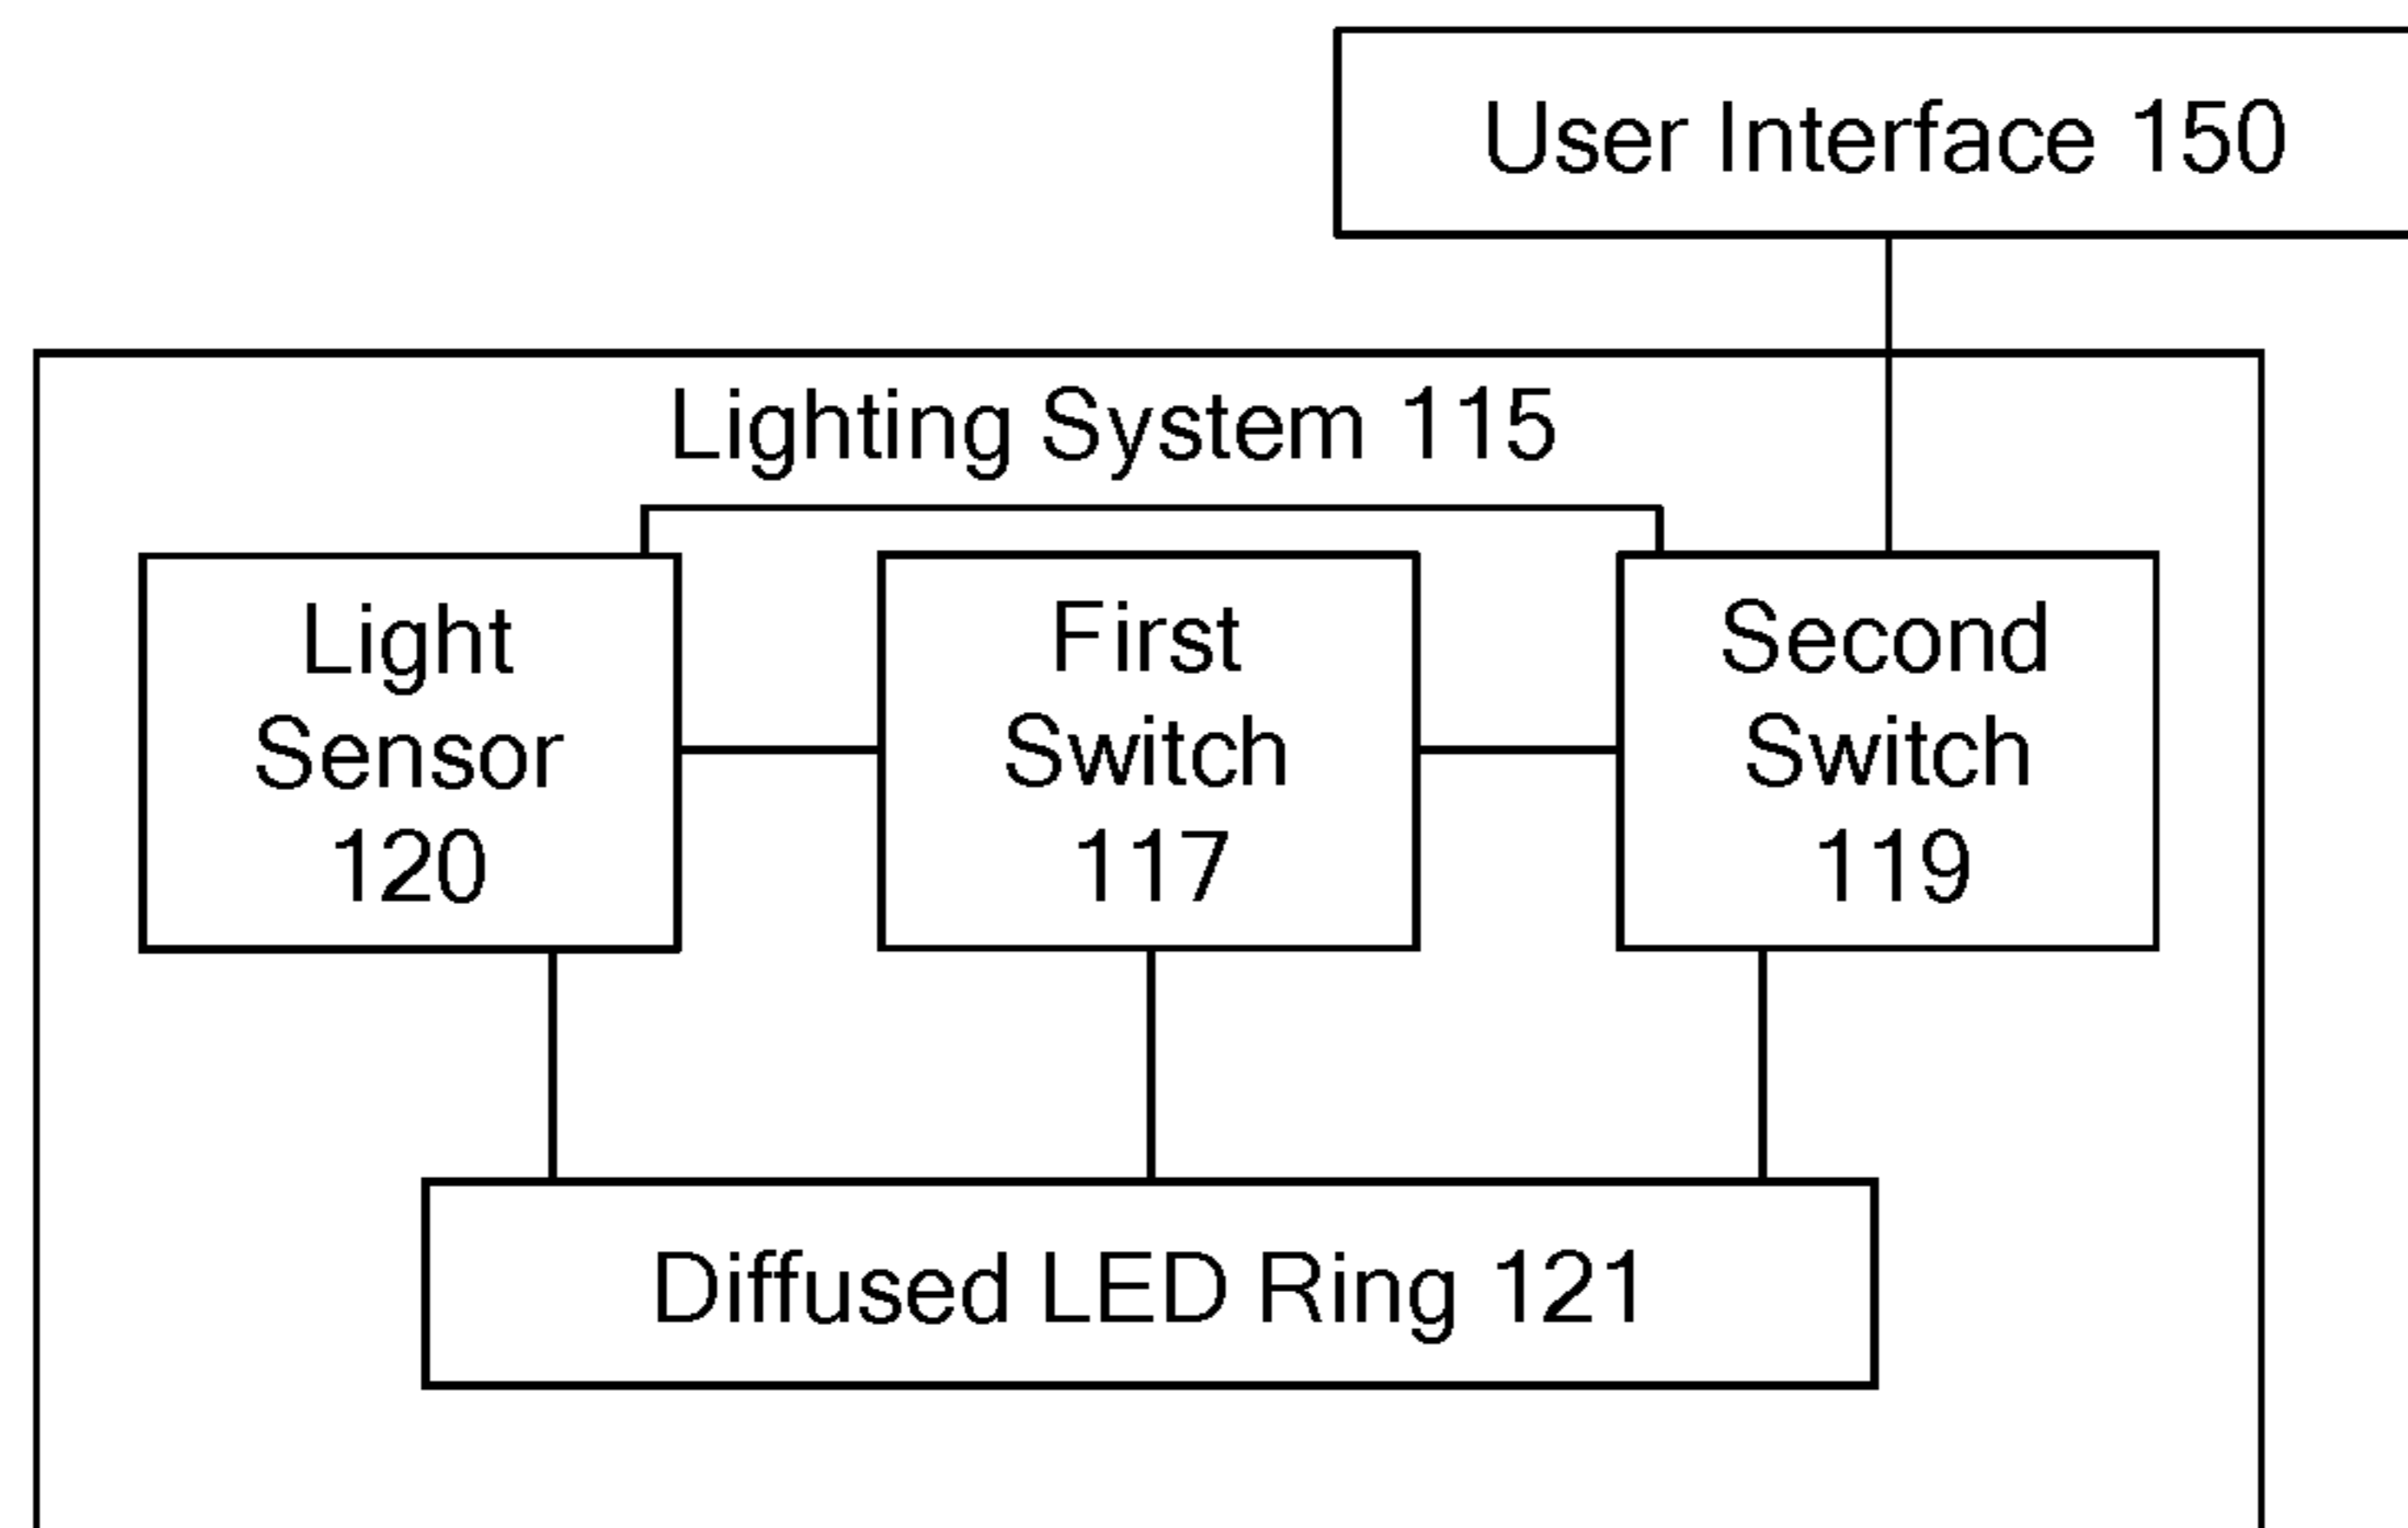 User Interface 150
Lighting System 115
Light
Sensor
120
First
Switch
117
Second
Switch
119
Diffused LED Ring 121